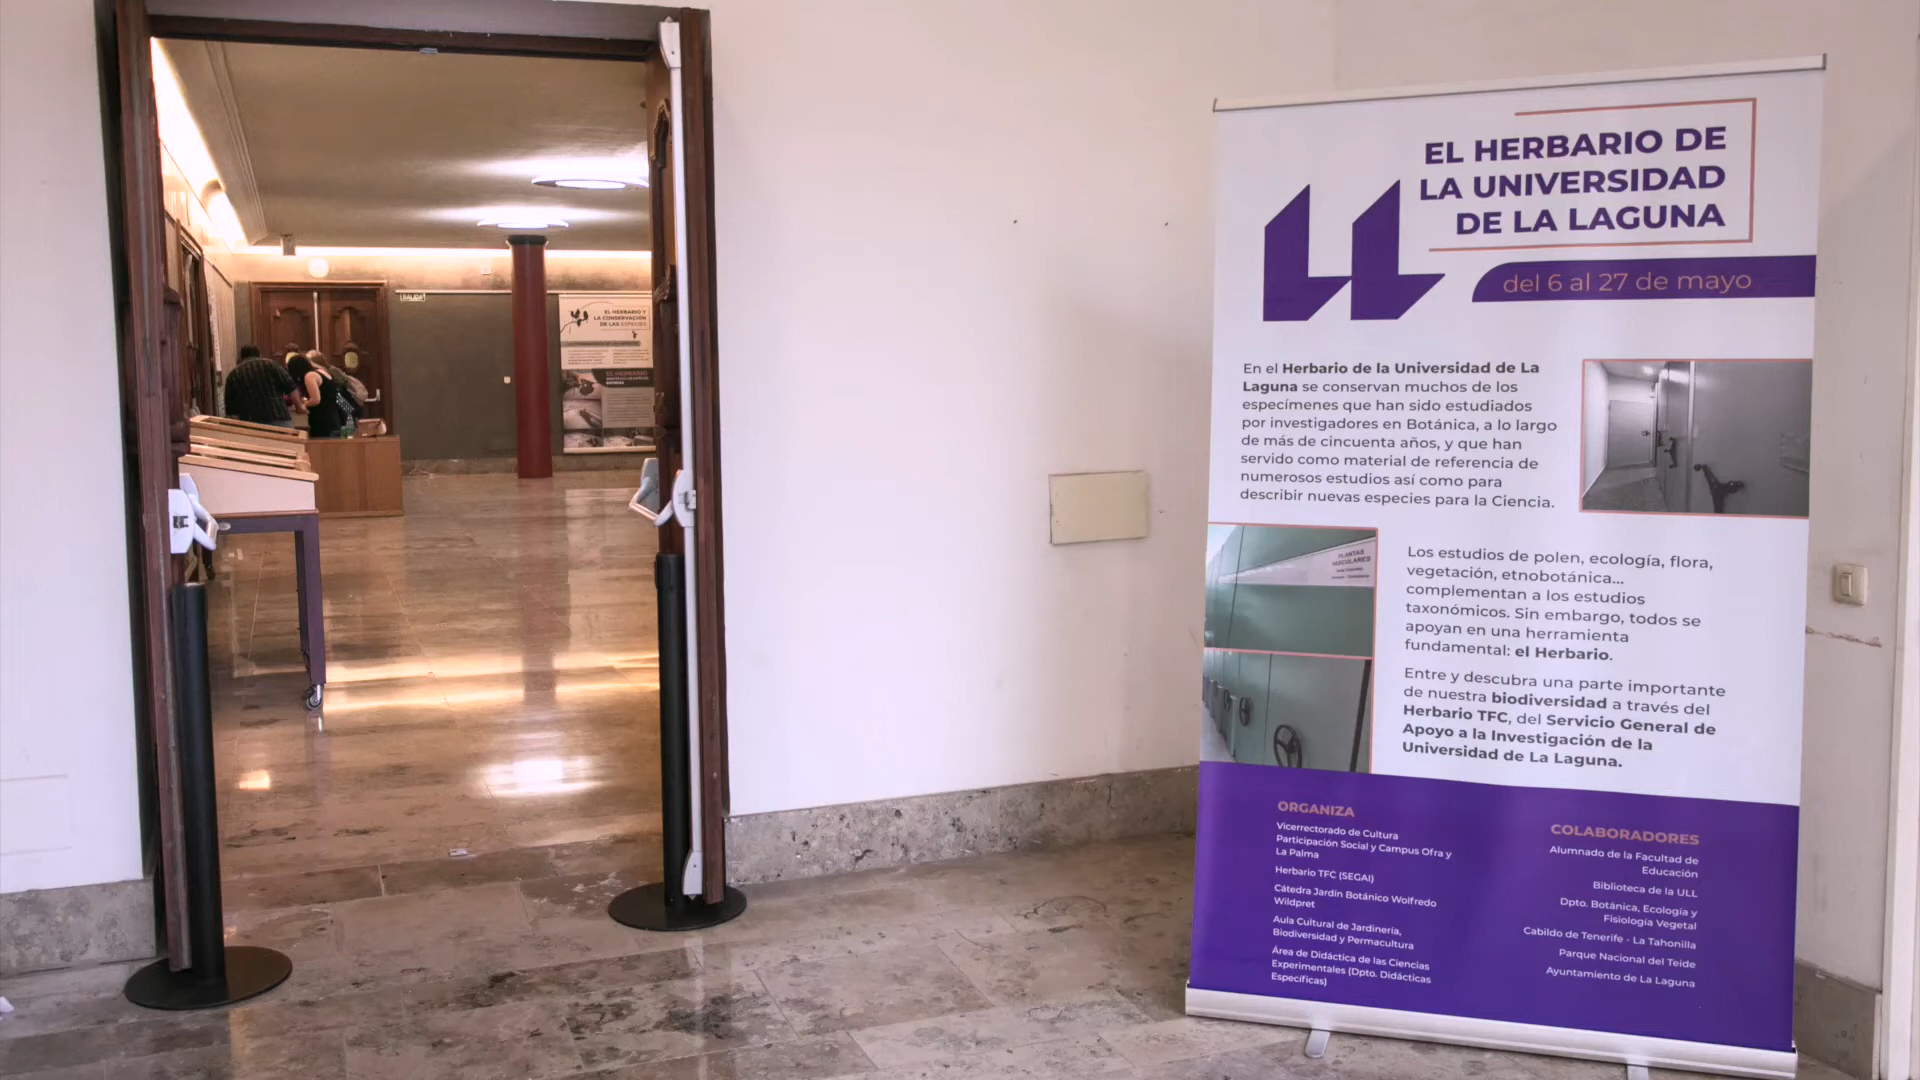 SALIDA
EL HERBARIO Y
LA CONSERVACIÓN
DE LAS ESPECIES
EL HERBARIO
EL HERBARIO DE
LA UNIVERSIDAD
DE LA LAGUNA
del 6 al 27 de mayo
En el Herbario de la Universidad de La
Laguna se conservan muchos de los
especímenes que han sido estudiados
por investigadores en Botánica, a lo largo
de más de cincuenta años, y que han
servido como material de referencia de
numerosos estudios así como para
describir nuevas especies para la Ciencia.
PLANTAS
VASCULARES
Los estudios de polen, ecología, flora,
vegetación, etnobotánica...
complementan a los estudios
taxonómicos. Sin embargo, todos se
apoyan en una herramienta
fundamental: el Herbario.
Entre y descubra una parte importante
de nuestra biodiversidad a través del
Herbario TFC, del Servicio General de
Apoyo a la Investigación de la
Universidad de La Laguna.
ORGANIZA
Vicerrectorado de Cultura
Participación Social y Campus Ofra y
La Palma
Herbario TFC (SEGAI)
Cátedra Jardín Botánico Wolfredo
Wildpret
Aula Cultural de Jardinería,
Biodiversidad y Permacultura
Área de Didáctica de las Ciencias
Experimentales (Dpto. Didácticas
Específicas)
COLABORADORES
Alumnado de la Facultad de
Educación
Biblioteca de la ULL
Dpto. Botánica, Ecología y
Fisiología Vegetal
Cabildo de Tenerife - La Tahonilla
Parque Nacional del Teide
Ayuntamiento de La Laguna